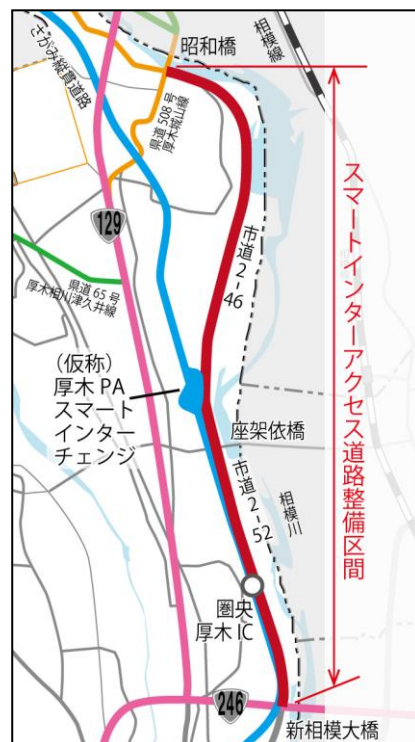 昭和橋
相模線
さがみ縦貫道路
県道508号
厚木城山線
129
県道65号
厚木相川津久井線
市道2-46
スマートインターアクセス道路整備区間
(仮称)
厚木PA
スマート
インター
チェンジ
座架依橋
市道2-52
相模川
圏央
厚木IC
246
新相模大橋